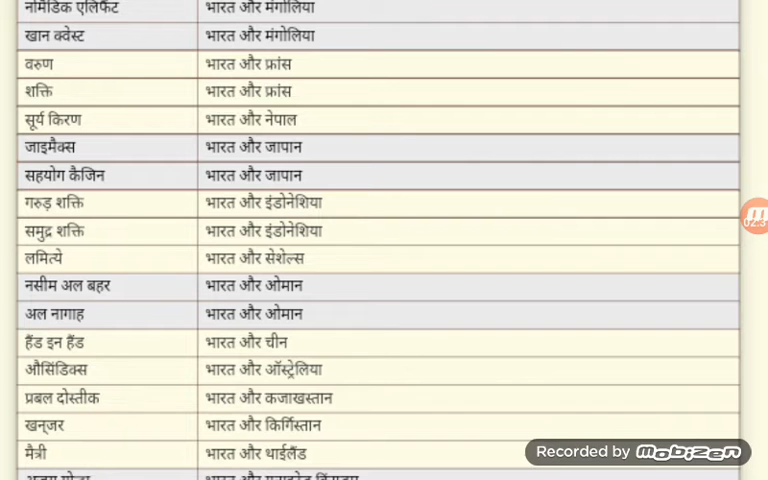 नोमैडिक एलिफैंट भारत और मंगोलिया
खान क्वेस्ट भारत और मंगोलिया
वरुण भारत और फ्रांस
शक्ति भारत और फ्रांस
सूर्य किरण भारत और नेपाल
जाइमैक्स भारत और जापान
सहयोग कैजिन भारत और जापान
गरुड़ शक्ति भारत और इंडोनेशिया
समुद्र शक्ति भारत और इंडोनेशिया
लमित्ये भारत और सेशेल्स
नसीम अल बहर भारत और ओमान
अल नागाह भारत और ओमान
हैंड इन हैंड भारत और चीन
औसिंडिक्स भारत और ऑस्ट्रेलिया
प्रबल दोस्तीक भारत और कजाखस्तान
खन्जर भारत और किर्गिस्तान
मैत्री भारत और थाईलैंड
Recorded by mobizen